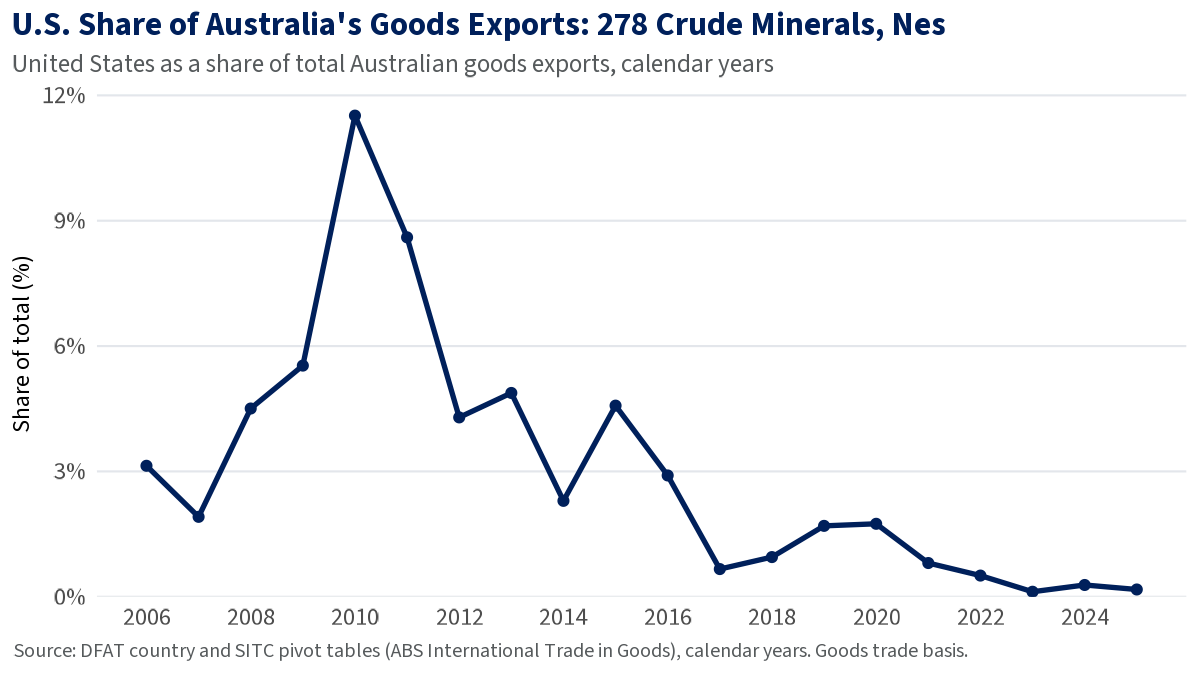 U.S. Share of Australia's Goods Exports: 278 Crude Minerals, Nes
United States as a share of total Australian goods exports, calendar years
12%
9%
6%
3%
0%
Share of total (%)
2006 2008 2010 2012 2014 2016 2018 2020 2022 2024
Source: DFAT country and SITC pivot tables (ABS International Trade in Goods), calendar years. Goods trade basis.